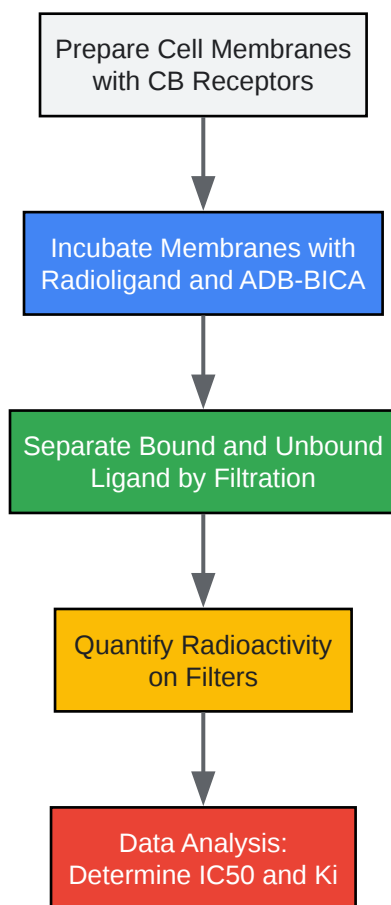 Prepare Cell Membranes
with CB Receptors
Incubate Membranes with
Radioligand and ADB-BICA
Separate Bound and Unbound
Ligand by Filtration
Quantify Radioactivity
on Filters
Data Analysis:
Determine IC50 and Ki